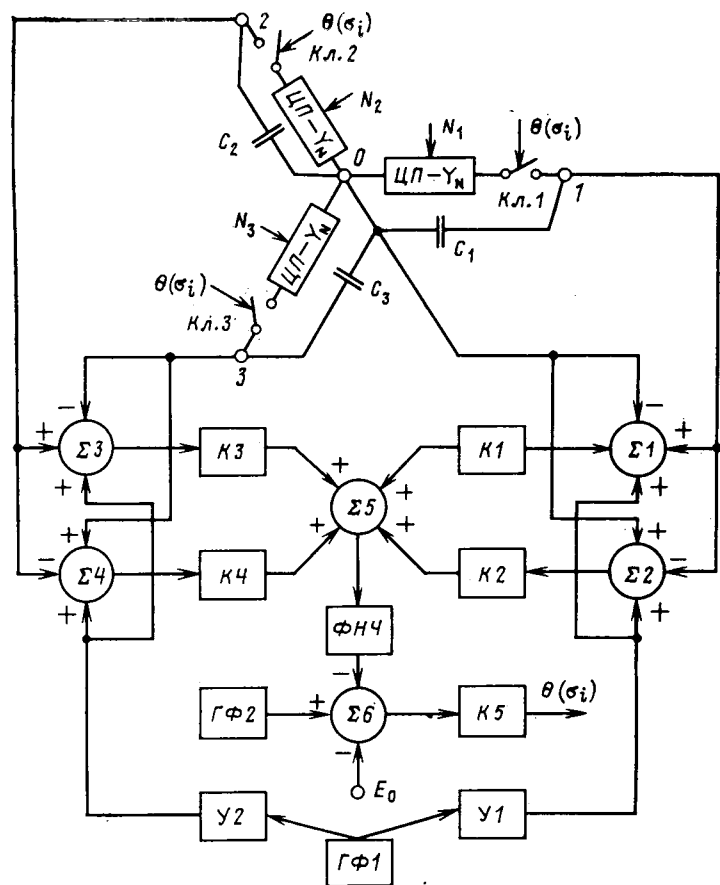 2
θ(σi)
Кл.2
ЦП-YN
N2
C2
0
N1
θ(σi)
ЦП-YN
Кл.1
1
N3
ЦП-YN
C1
θ(σi)
C3
Кл.3
3
− −
+ Σ3 К3 К1 Σ1 +
+ + + +
Σ5
+ + + +
− Σ4 К4 К2 Σ2 −
+ +
ФНЧ
−
ГФ2 + Σ6 К5 θ(σi)
−
E0
У2 У1
ГФ1